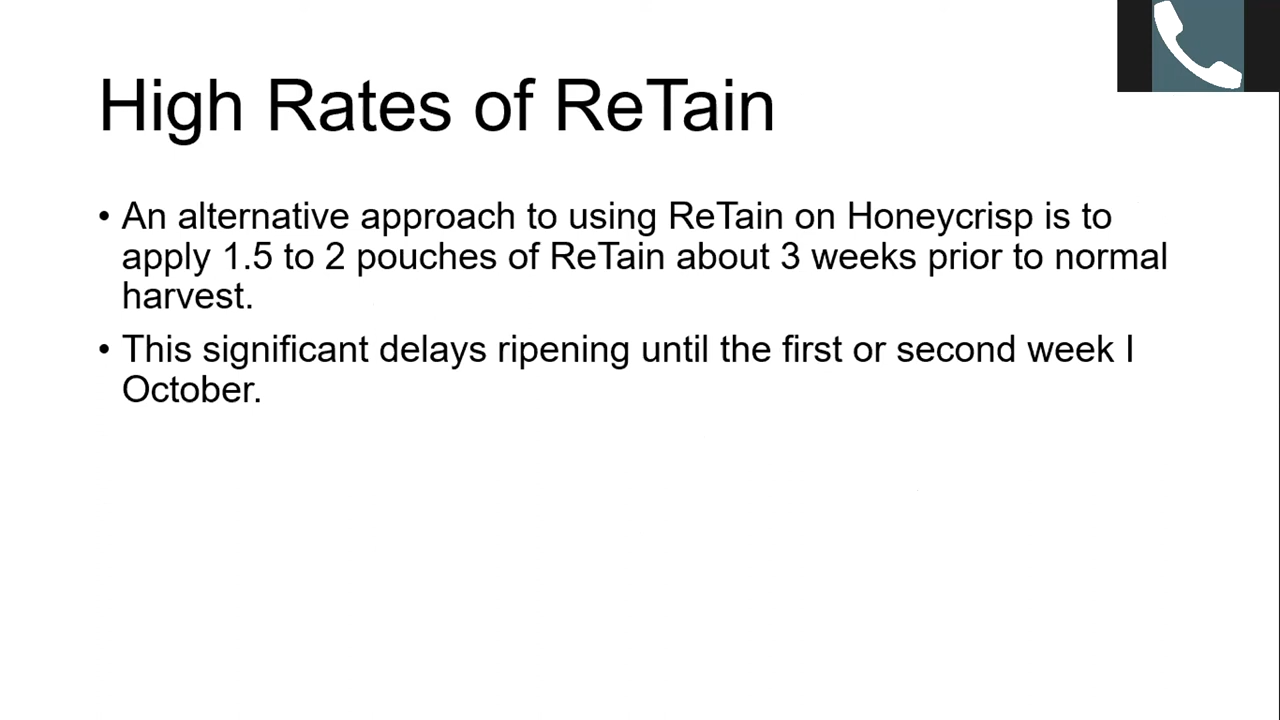 High Rates of ReTain
• An alternative approach to using ReTain on Honeycrisp is to
apply 1.5 to 2 pouches of ReTain about 3 weeks prior to normal
harvest.
• This significant delays ripening until the first or second week I
October.